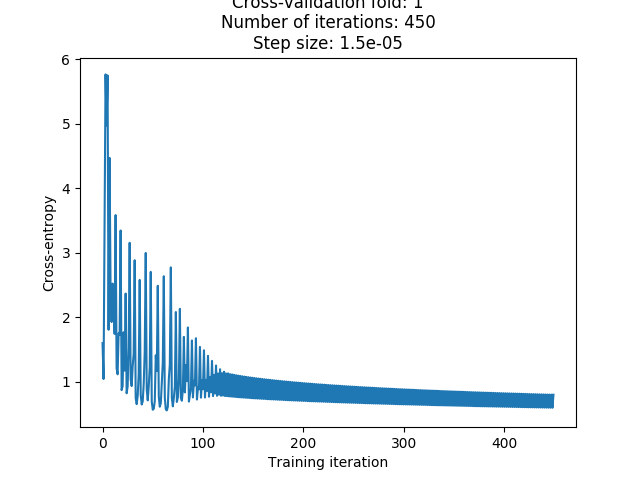 Cross-validation fold: 1
Number of iterations: 450
Step size: 1.5e-05
6
5
4
3
2
1
Cross-entropy
0
100
200
300
400
Training iteration